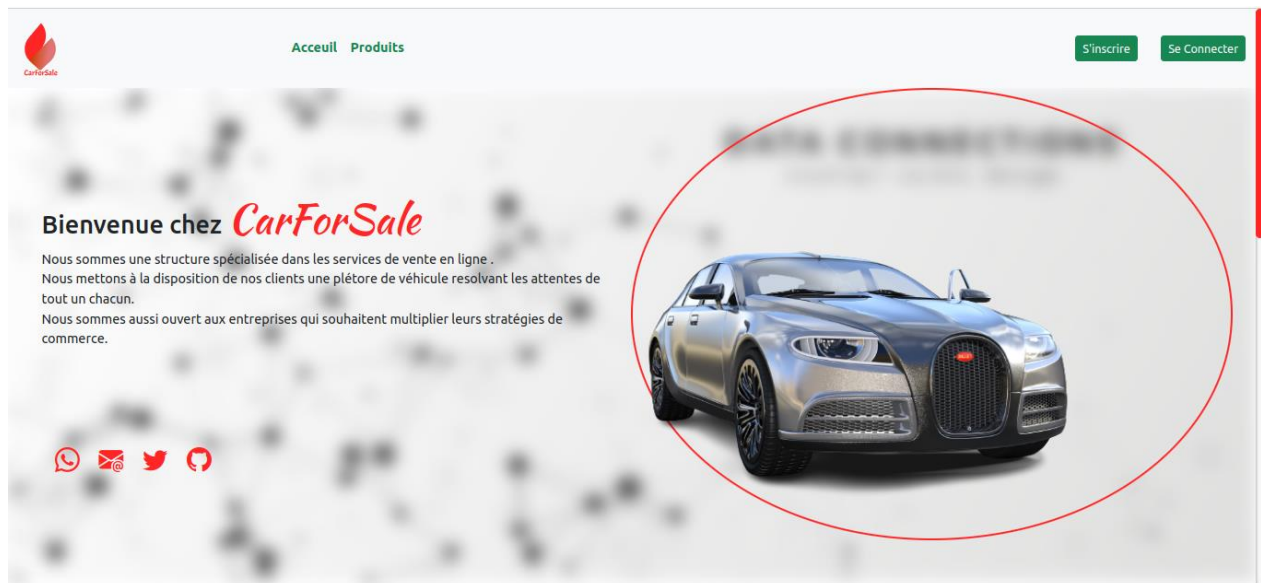 CarforSale
Acceuil Produits
S'inscrire
Se Connecter
DATA CONNECTIONS
Bienvenue chez CarForSale
Nous sommes une structure spécialisée dans les services de vente en ligne .
Nous mettons à la disposition de nos clients une plétore de véhicule resolvant les attentes de
tout un chacun.
Nous sommes aussi ouvert aux entreprises qui souhaitent multiplier leurs stratégies de
commerce.